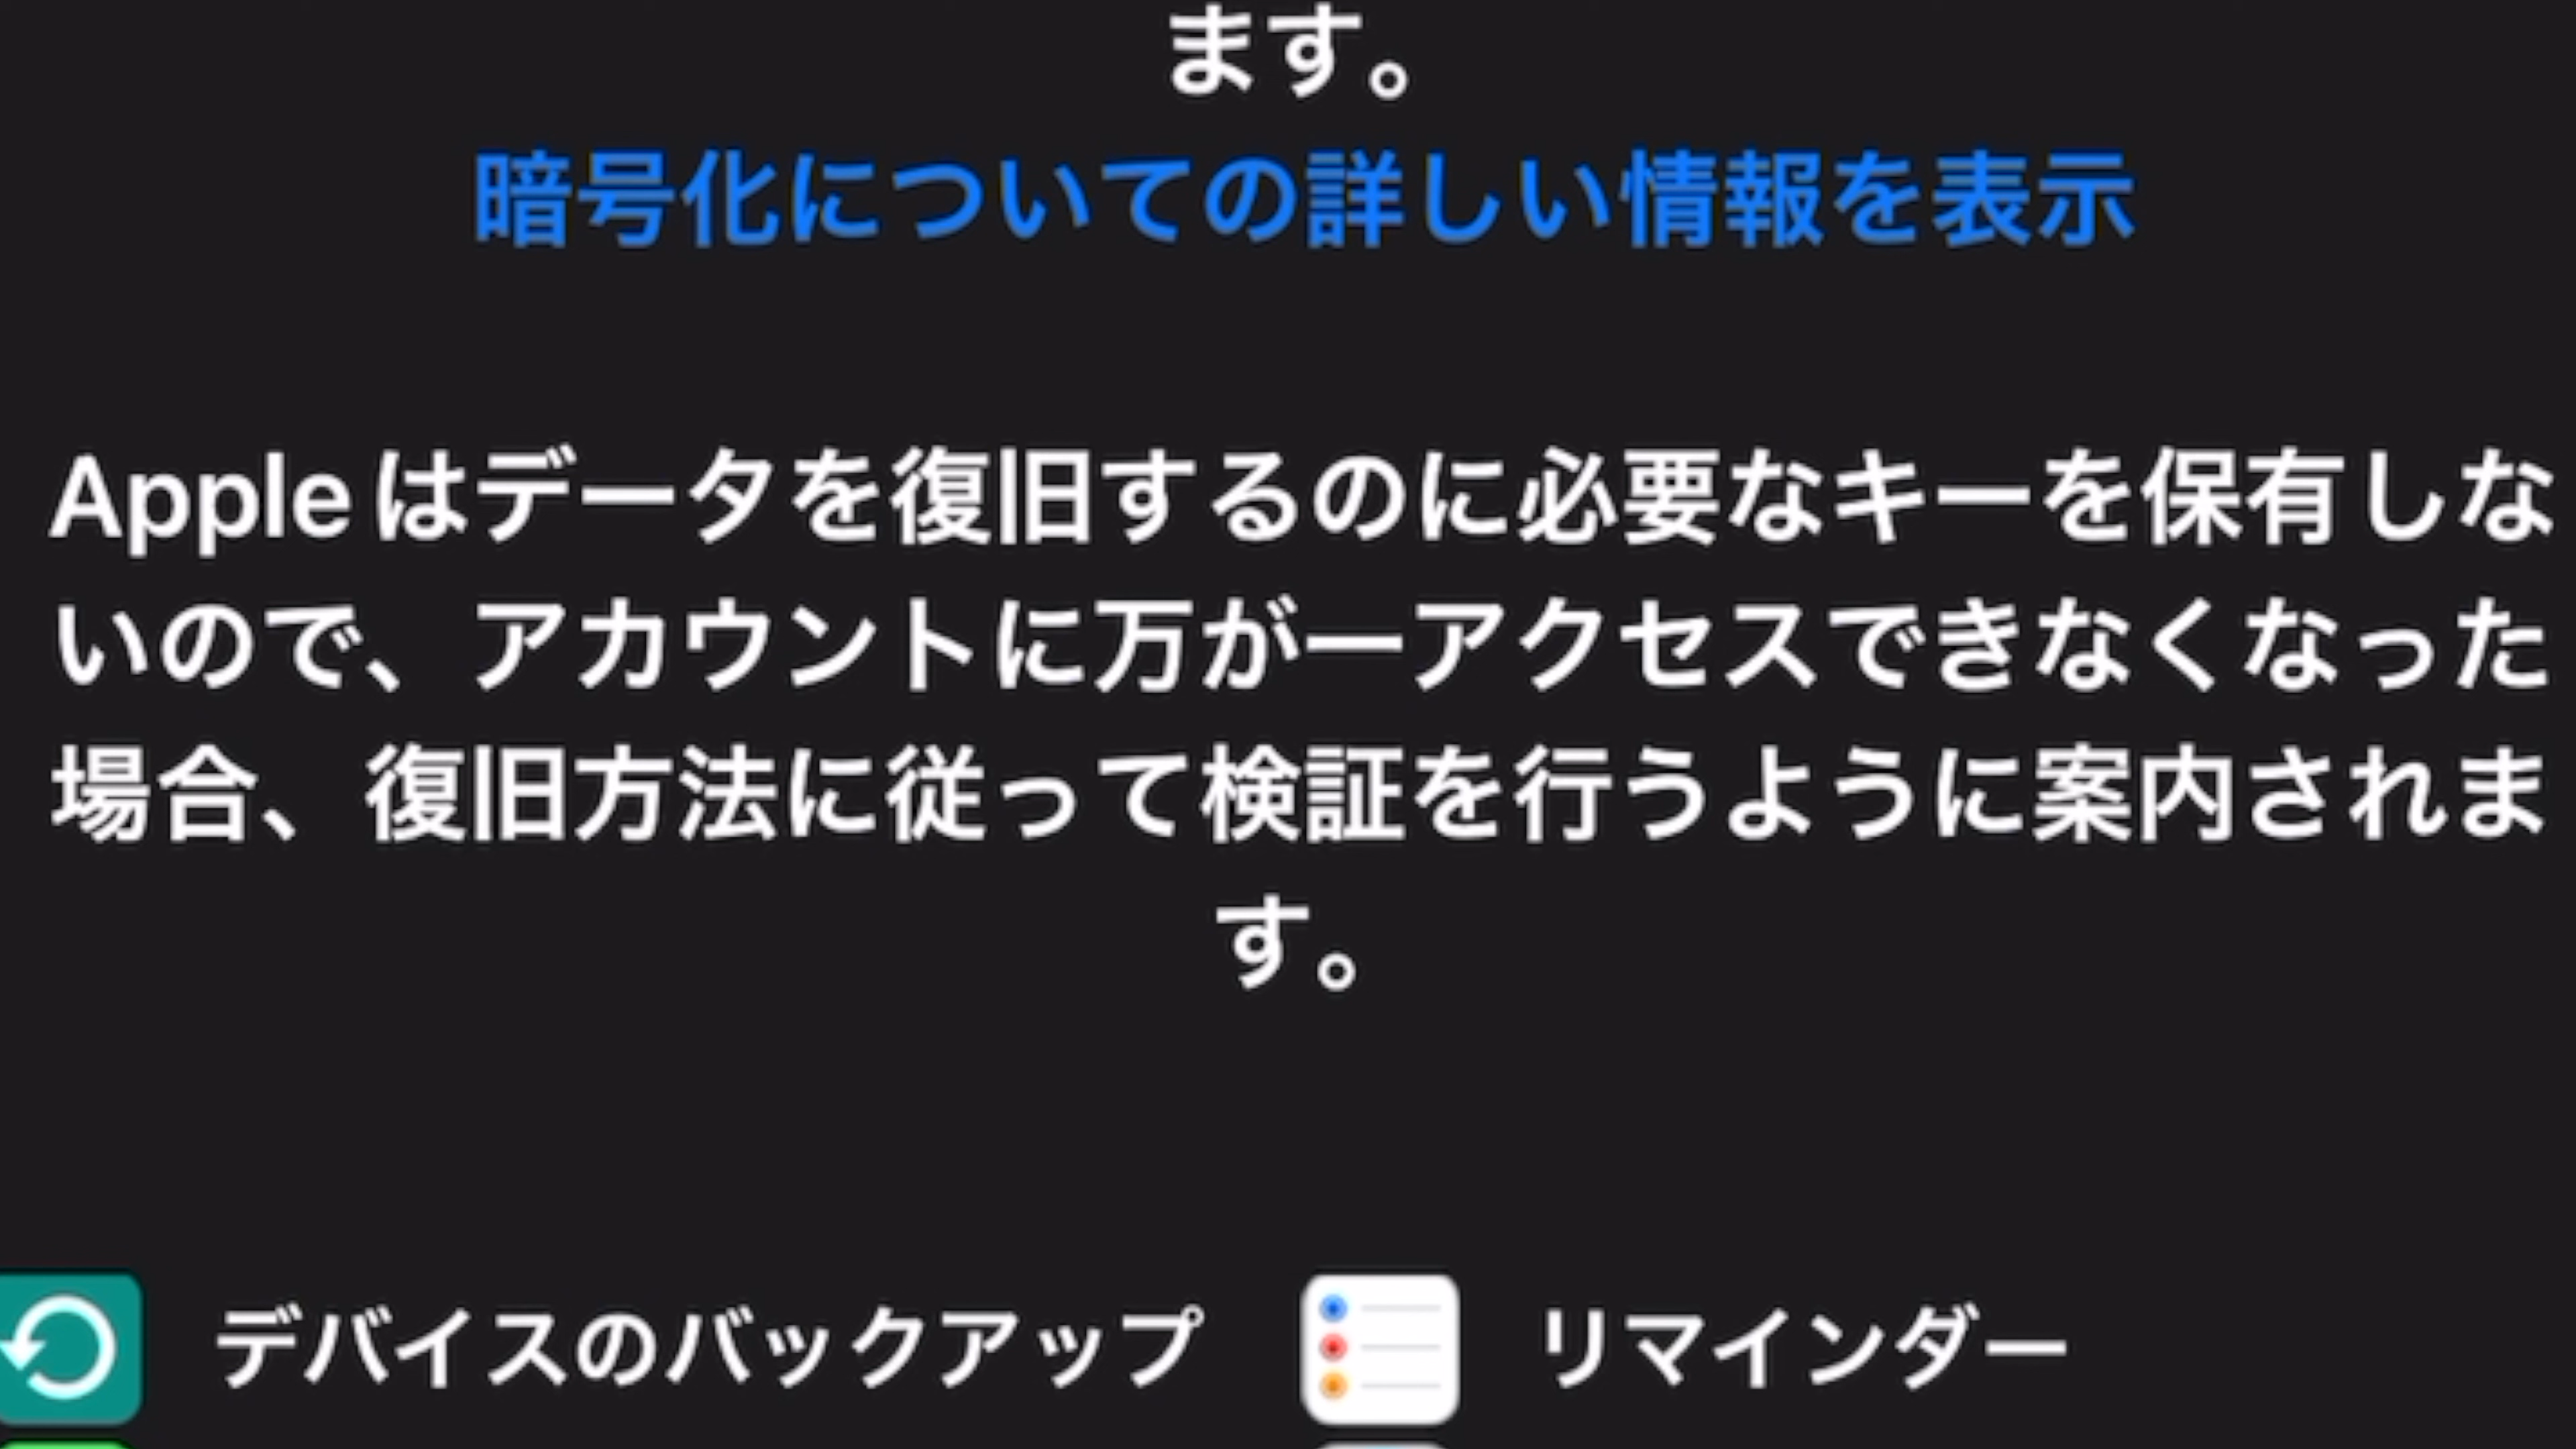 ます。
暗号化についての詳しい情報を表示
Appleはデータを復旧するのに必要なキーを保有しな
いので、アカウントに万が一アクセスできなくなった
場合、復旧方法に従って検証を行うように案内されま
す。
デバイスのバックアップ
リマインダー